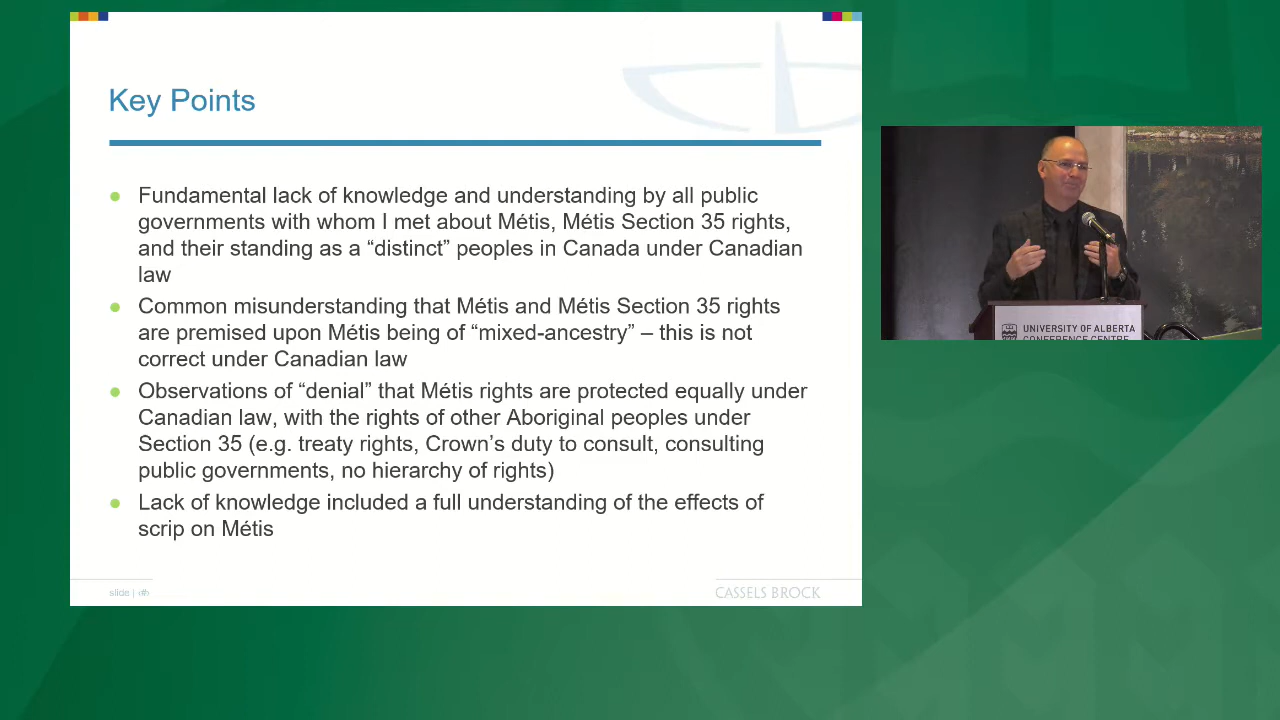 Key Points
Fundamental lack of knowledge and understanding by all public
governments with whom I met about Métis, Métis Section 35 rights,
and their standing as a “distinct” peoples in Canada under Canadian
law
Common misunderstanding that Métis and Métis Section 35 rights
are premised upon Métis being of “mixed-ancestry” – this is not
correct under Canadian law
Observations of “denial” that Métis rights are protected equally under
Canadian law, with the rights of other Aboriginal peoples under
Section 35 (e.g. treaty rights, Crown’s duty to consult, consulting
public governments, no hierarchy of rights)
Lack of knowledge included a full understanding of the effects of
scrip on Métis
slide | ‹#›
CASSELS BROCK
UNIVERSITY OF ALBERTA
CONFERENCE CENTRE